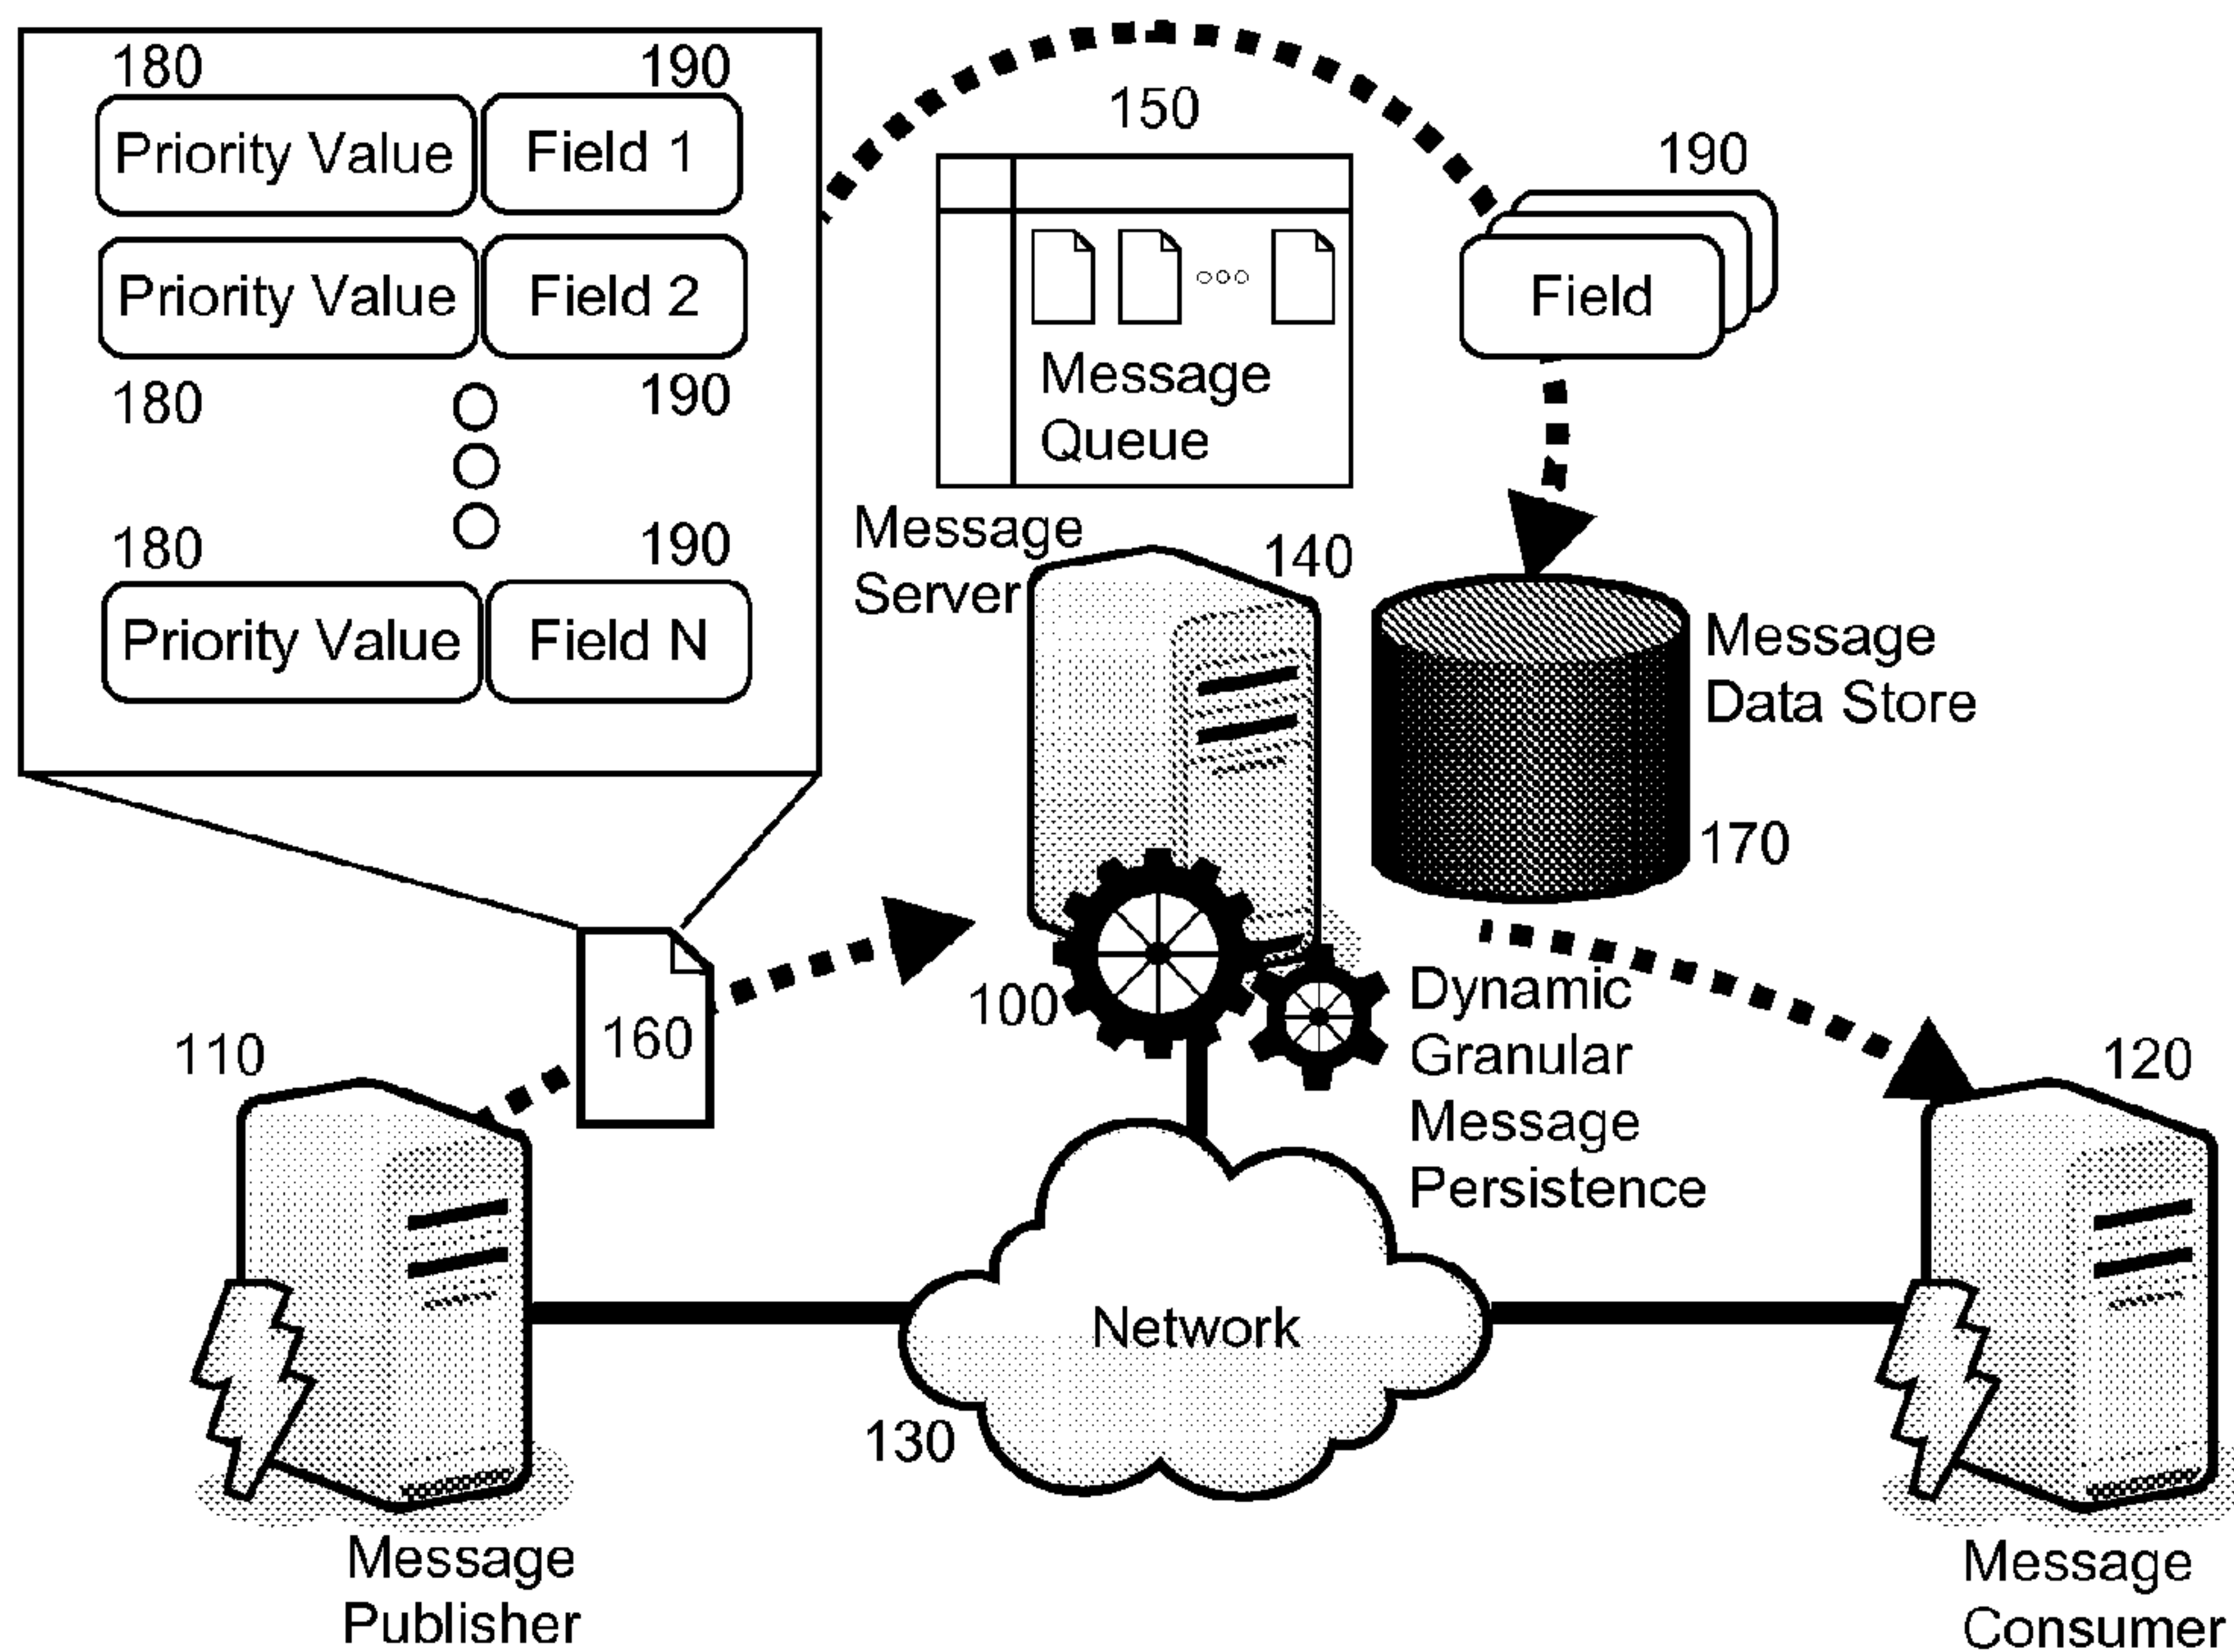 180 190
Priority Value Field 1
Priority Value Field 2
180 190
180 190
Priority Value Field N
150
Message
Queue
190
Field
Message
Server
140
Message
Data Store
170
100
Dynamic
Granular
Message
Persistence
160
110
120
Network
130
Message
Publisher
Message
Consumer